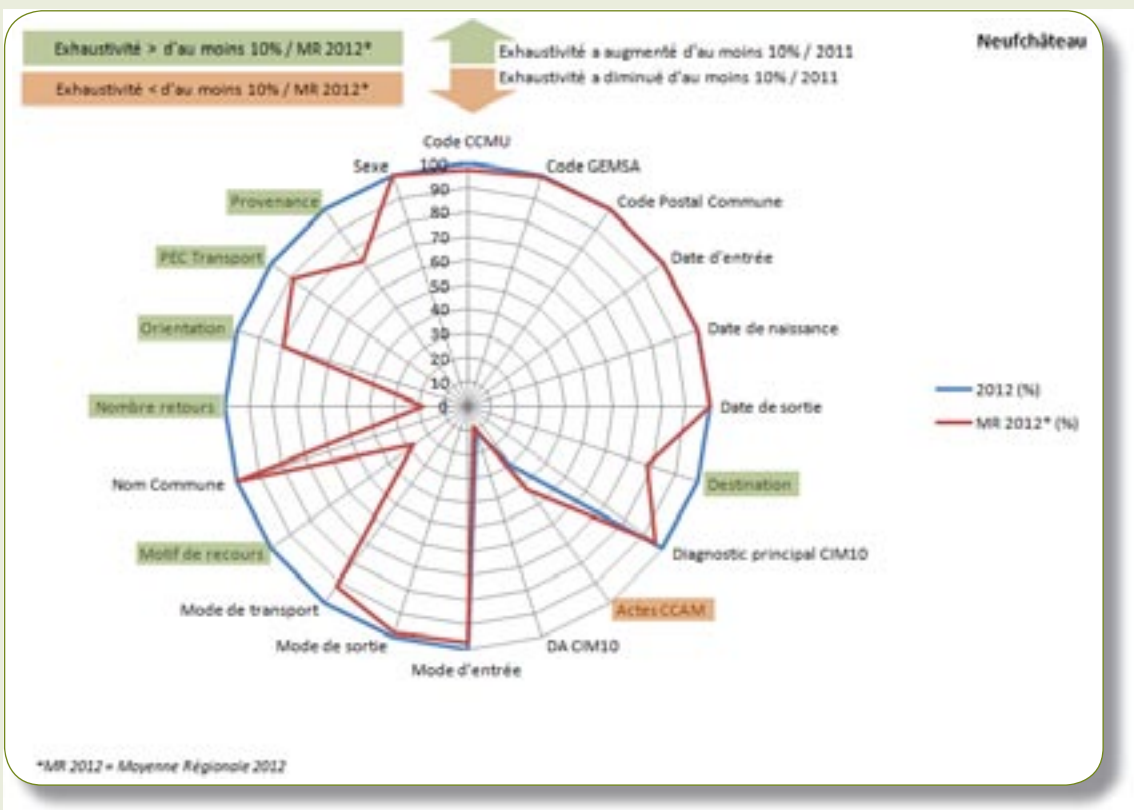 Exhaustivité > d'au moins 10% / MR 2012*
Exhaustivité < d'au moins 10% / MR 2012*
Exhaustivité a augmenté d'au moins 10% / 2011
Exhaustivité a diminué d'au moins 10% / 2011
Neufchâteau
Code CCMU
Code GEMSA
Code Postal Commune
Date d'entrée
Date de naissance
Date de sortie
Destination
Diagnostic principal CIM10
Actes CCAM
DA CIM10
Mode d'entrée
Mode de sortie
Mode de transport
Motif de recours
Nom Commune
Nombre retours
Orientation
PEC Transport
Provenance
Sexe
100
90
80
70
60
50
40
30
20
10
0
2012 (%)
MR 2012* (%)
*MR 2012 = Moyenne Régionale 2012